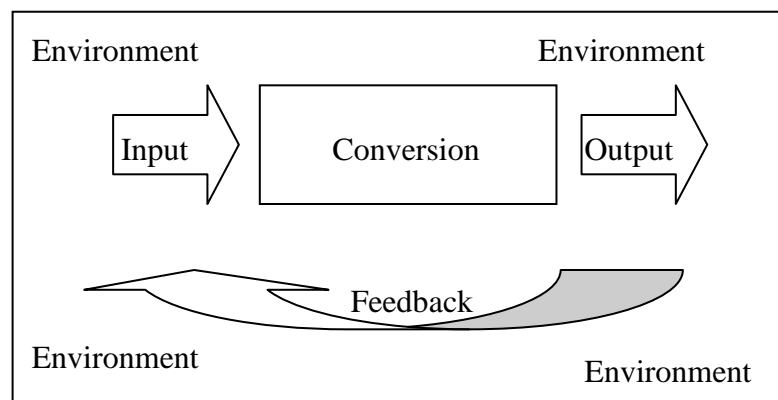 Environment
Environment
Input
Conversion
Output
Feedback
Environment
Environment